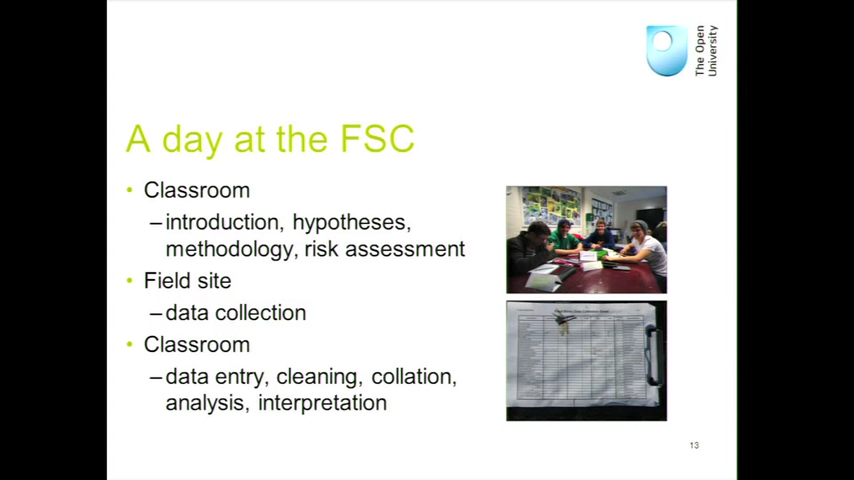 The Open
University
A day at the FSC
• Classroom
–introduction, hypotheses,
methodology, risk assessment
• Field site
–data collection
• Classroom
–data entry, cleaning, collation,
analysis, interpretation
13